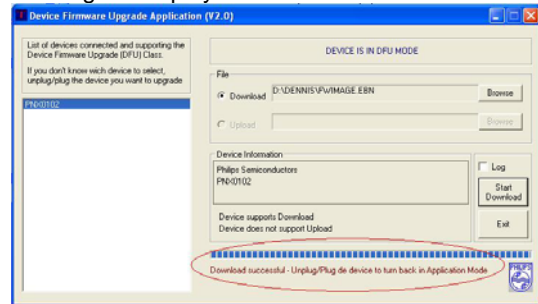 Device Firmware Upgrade Application (V2.0)
List of devices connected and supporting the
Device Firmware Upgrade (DFU) Class.
If you don't know wich device to select,
unplug/plug the device you want to upgrade
PNX0102
DEVICE IS IN DFU MODE
File
Download
D:\DENNIS\FWIMAGE.EBN
Browse
Upload
Browse
Device Information
Philips Semiconductors
PNX0102
Device supports Download
Device does not support Upload
Log
Start
Download
Exit
Download successful - Unplug/Plug de device to turn back in Application Mode
PHILIPS